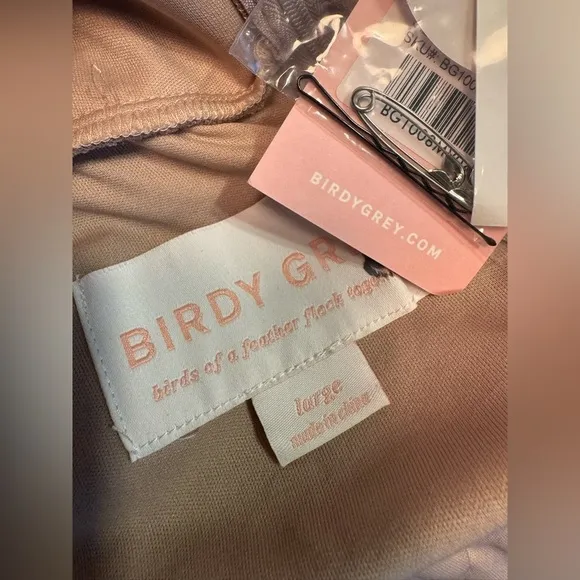 SKU# BG100
BG1008M
BIRDYGREY.COM
BIRDY GR
birds of a feather flock toge
large
made in china